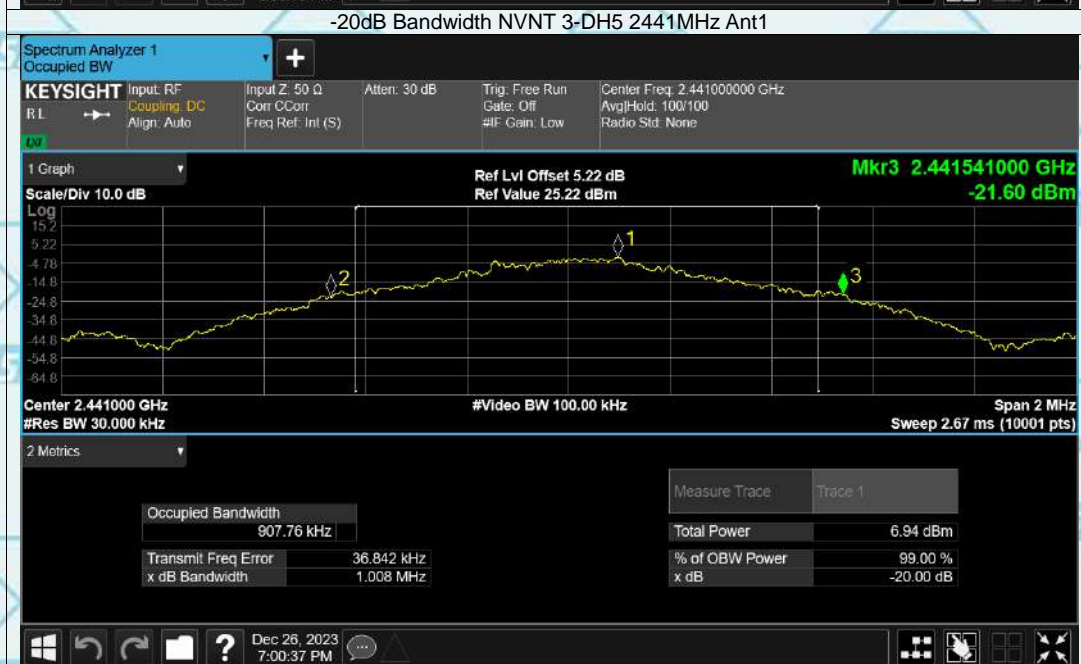 -20dB Bandwidth NVNT 3-DH5 2441MHz Ant1
Spectrum Analyzer 1
Occupied BW
+
KEYSIGHT
R L
LXI
Input: RF
Coupling: DC
Align: Auto
Input Z: 50 Ω
Corr CCorr
Freq Ref: Int (S)
Atten: 30 dB
Trig: Free Run
Gate: Off
#IF Gain: Low
Center Freq: 2.441000000 GHz
Avg|Hold: 100/100
Radio Std: None
1 Graph
Scale/Div 10.0 dB
Ref Lvl Offset 5.22 dB
Ref Value 25.22 dBm
Mkr3 2.441541000 GHz
-21.60 dBm
Log
15.2
5.22
-4.78
-14.8
-24.8
-34.8
-44.8
-54.8
-64.8
1
2
3
Center 2.441000 GHz
#Res BW 30.000 kHz
#Video BW 100.00 kHz
Span 2 MHz
Sweep 2.67 ms (10001 pts)
2 Metrics
Occupied Bandwidth
907.76 kHz
Transmit Freq Error 36.842 kHz
x dB Bandwidth 1.008 MHz
Measure Trace Trace 1
Total Power 6.94 dBm
% of OBW Power 99.00 %
x dB -20.00 dB
?
Dec 26, 2023
7:00:37 PM